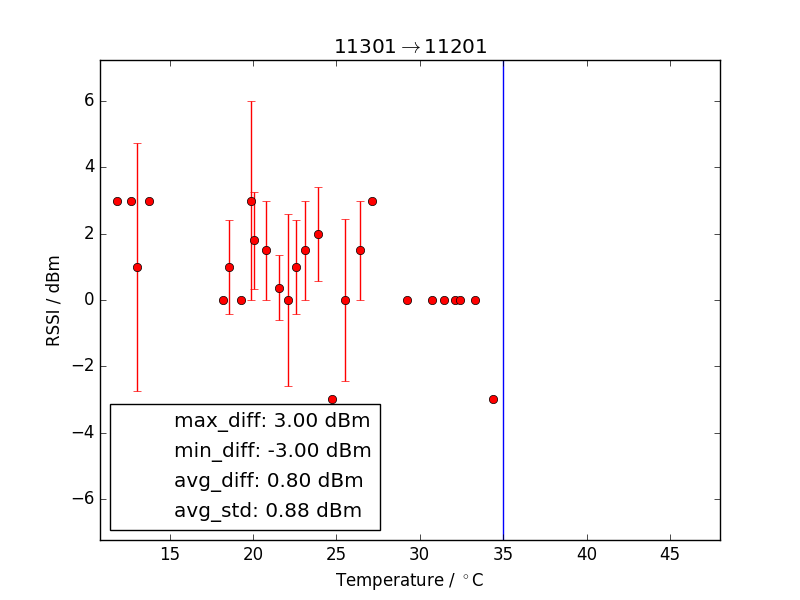 11301→11201
6
4
2
0
−2
−4
−6
RSSI / dBm
max_diff: 3.00 dBm
min_diff: -3.00 dBm
avg_diff: 0.80 dBm
avg_std: 0.88 dBm
15 20 25 30 35 40 45
Temperature / °C